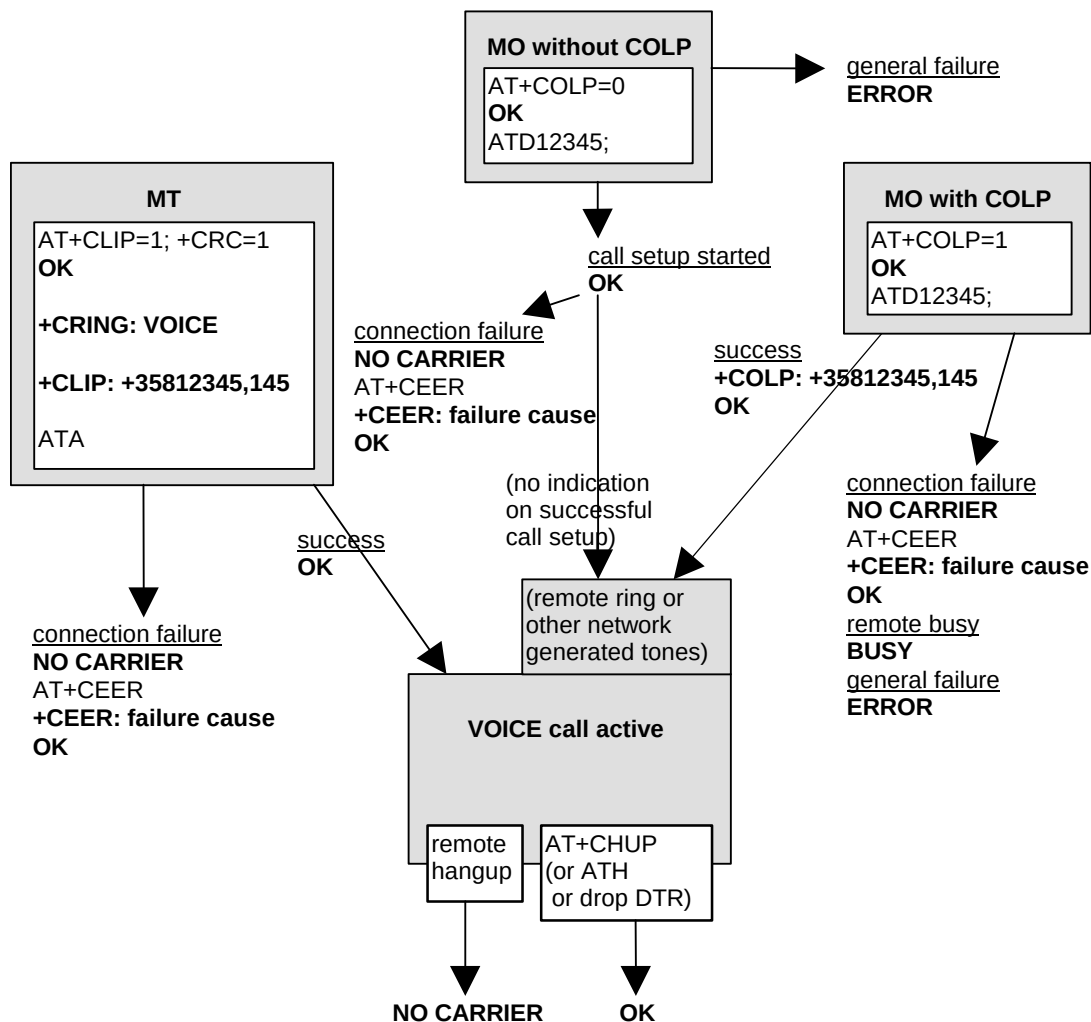 MO without COLP
AT+COLP=0
OK
ATD12345;
general failure
ERROR
MT
AT+CLIP=1; +CRC=1
OK
+CRING: VOICE
+CLIP: +35812345,145
ATA
MO with COLP
AT+COLP=1
OK
ATD12345;
call setup started
OK
connection failure
NO CARRIER
AT+CEER
+CEER: failure cause
OK
success
+COLP: +35812345,145
OK
(no indication
on successful
call setup)
success
OK
connection failure
NO CARRIER
AT+CEER
+CEER: failure cause
OK
remote busy
BUSY
general failure
ERROR
connection failure
NO CARRIER
AT+CEER
+CEER: failure cause
OK
(remote ring or
other network
generated tones)
VOICE call active
remote
hangup
AT+CHUP
(or ATH
or drop DTR)
NO CARRIER
OK